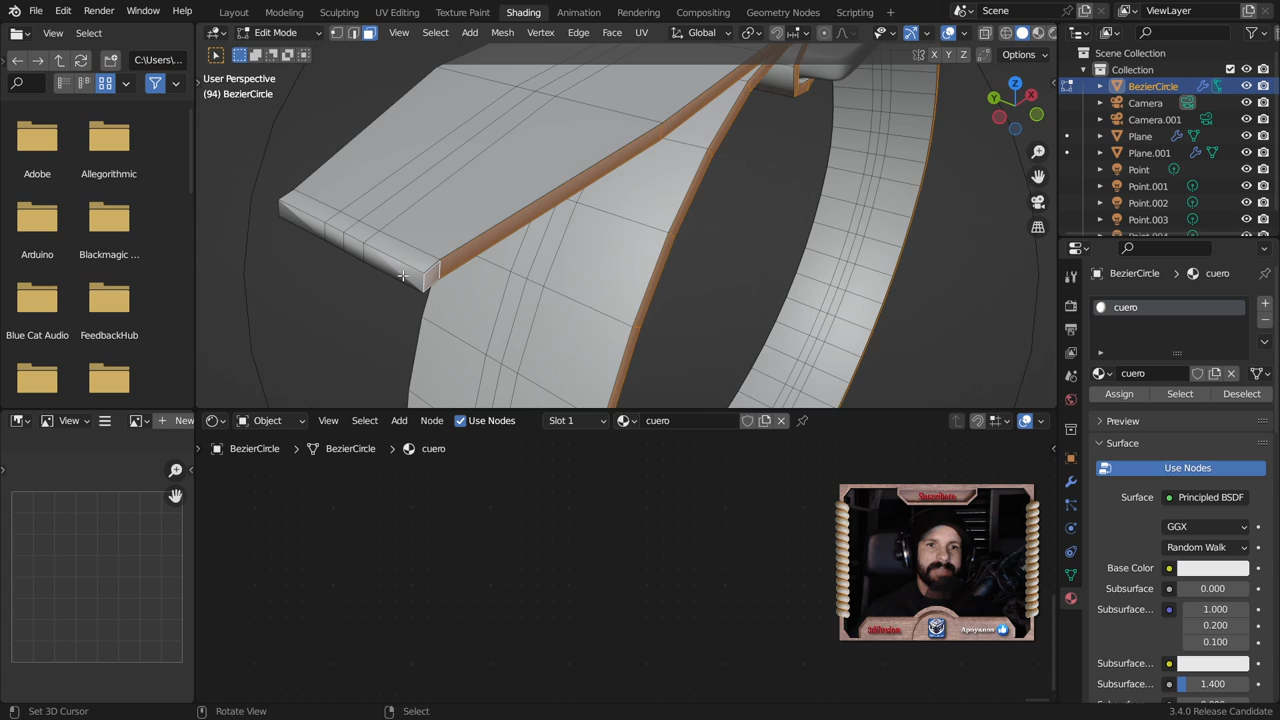 File Edit Render Window Help Layout Modeling Sculpting UV Editing Texture Paint Shading Animation Rendering Compositing Geometry Nodes Scripting Scene ViewLayer
View Select Edit Mode View Select Add Mesh Vertex Edge Face UV Global
C:\Users\... X Y Z Options
User Perspective
(94) BezierCircle
Adobe Allegorithmic
Arduino Blackmagic ...
Blue Cat Audio FeedbackHub
Scene Collection
Collection
BezierCircle
Camera
Camera.001
Plane
Plane.001
Point
Point.001
Point.002
Point.003
BezierCircle cuero
cuero
cuero
Assign Select Deselect
Preview
Surface
Use Nodes
Surface Principled BSDF
GGX
Random Walk
Base Color
Subsurface 0.000
Subsurface... 1.000
0.200
0.100
Subsurface...
Subsurface... 1.400
View New Object View Select Add Node Use Nodes Slot 1 cuero
BezierCircle BezierCircle cuero
Suscribete
Apoyanos
Set 3D Cursor Rotate View Select 3.4.0 Release Candidate